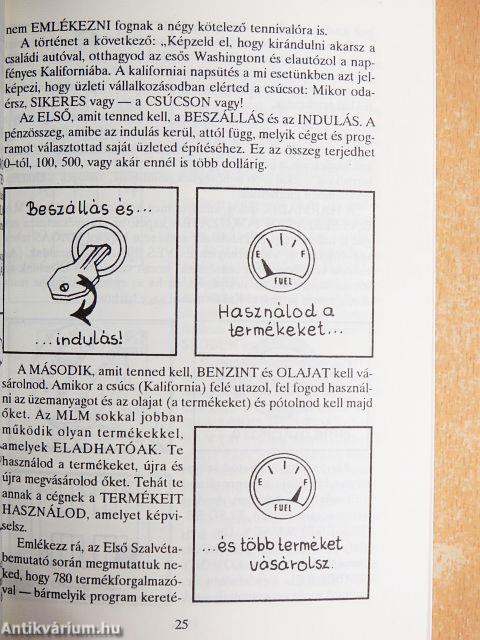 nem EMLÉKEZNI fognak a négy kötelező tennivalóra is.
A történet a következő: „Képzeld el, hogy kirándulni akarsz a
családi autóval, otthagyod az esős Washingtont és elautózol a nap-
fényes Kaliforniába. A kaliforniai napsütés a mi esetünkben azt jel-
képezi, hogy üzleti vállalkozásodban elérted a csúcsot: Mikor oda-
érsz, SIKERES vagy — a CSÚCSON vagy!
Az ELSŐ, amit tenned kell, a BESZÁLLÁS és az INDULÁS. A
pénzösszeg, amibe az indulás kerül, attól függ, melyik céget és prog-
ramot választottad saját üzleted építéséhez. Ez az összeg terjedhet
0–tól, 100, 500, vagy akár ennél is több dollárig.
Beszállás és...
...indulás!
E F
FUEL
Használod a
termékeket...
A MÁSODIK, amit tenned kell, BENZINT és OLAJAT kell vá-
sárolnod. Amikor a csúcs (Kalifornia) felé utazol, fel fogod használ-
ni az üzemanyagot és az olajat (a termékeket) és pótolnod kell majd
őket. Az MLM sokkal jobban
működik olyan termékekkel,
amelyek ELADHATÓAK. Te
használod a termékeket, újra és
újra megvásárolod őket. Tehát te
annak a cégnek a TERMÉKEIT
HASZNÁLOD, amelyet képvi-
selsz.
Emlékezz rá, az Első Szalvéta-
bemutató során megmutattuk ne-
ked, hogy 780 termékforgalmazó-
val — bármelyik program kereté-
E F
FUEL
...és több terméket
vásárolsz.
25
Antikvárium.hu